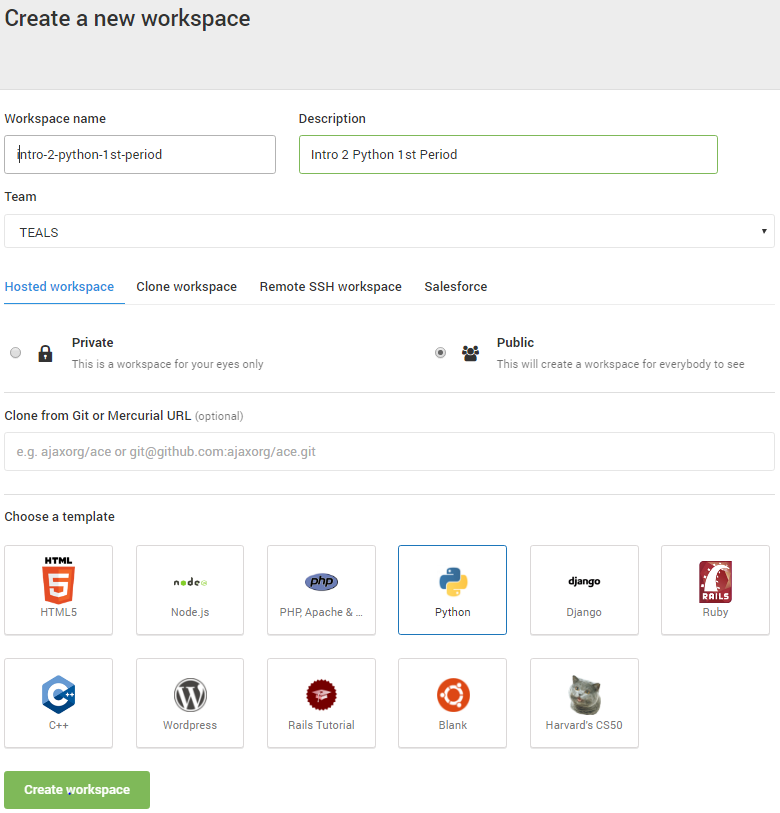 Create a new workspace
Workspace name Description
intro-2-python-1st-period Intro 2 Python 1st Period
Team
TEALS
Hosted workspace Clone workspace Remote SSH workspace Salesforce
Private Public
This is a workspace for your eyes only This will create a workspace for everybody to see
Clone from Git or Mercurial URL (optional)
e.g. ajaxorg/ace or git@github.com:ajaxorg/ace.git
Choose a template
HTML 5 node php django RAILS
HTML5 Node.js PHP, Apache & ... Python Django Ruby
C++ Wordpress Rails Tutorial Blank Harvard's CS50
Create workspace